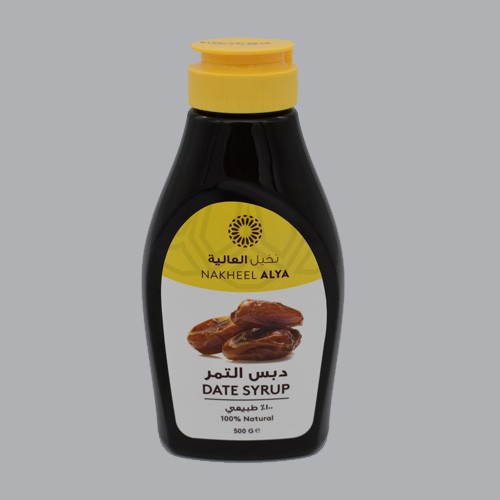 نخيل العالية
NAKHEEL ALYA
دبس التمر
DATE SYRUP
١٠٠٪ طبيعي
100% Natural
500 G ℮